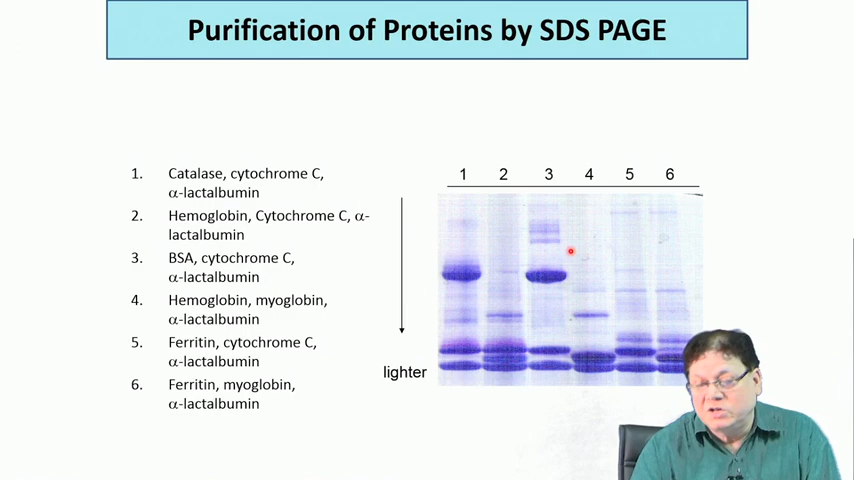 Purification of Proteins by SDS PAGE
1. Catalase, cytochrome C,
α-lactalbumin
2. Hemoglobin, Cytochrome C, α-
lactalbumin
3. BSA, cytochrome C,
α-lactalbumin
4. Hemoglobin, myoglobin,
α-lactalbumin
5. Ferritin, cytochrome C,
α-lactalbumin
6. Ferritin, myoglobin,
α-lactalbumin
lighter
1 2 3 4 5 6